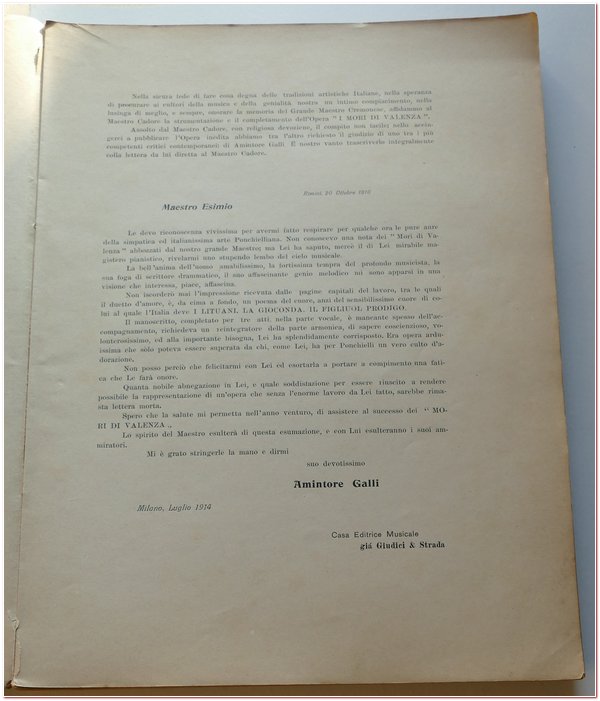 Nella sicura fede di fare cosa degna delle tradizioni artistiche Italiane, nella speranza
di procurare ai cultori della musica e della genialità nostra un intimo compiacimento, nella
lusinga di meglio, e sempre, onorare la memoria del Grande Maestro Cremonese, affidammo al
Maestro Cadore la strumentazione e il completamento dell'Opera " I MORI DI VALENZA ".
Assolto dal Maestro Cadore, con religiosa devozione, il compito non facile; nello accin-
gerci a pubblicare l'Opera inedita abbiamo tra l'altro richiesto il giudizio di uno tra i più
competenti critici contemporanei: di Amintore Galli È nostro vanto trascriverlo integralmente
colla lettera da lui diretta al Maestro Cadore.
Rimini, 20 Ottobre 1910
Maestro Esimio
Le devo riconoscenza vivissima per avermi fatto respirare per qualche ora le pure aure
della simpatica ed italianissima arte Ponchielliana. Non conoscevo una nota dei " Mori di Va-
lenza " abbozzati dal nostro grande Maestro; ma Lei ha saputo, mercè il di Lei mirabile ma-
gistero pianistico, rivelarmi uno stupendo lembo del cielo musicale.
La bell'anima dell'uomo amabilissimo, la fortissima tempra del profondo musicista, la
sua foga di scrittore drammatico, il suo affascinante genio melodico mi sono apparsi in una
visione che interessa, piace, affascina.
Non iscorderò mai l'impressione ricevuta dalle pagine capitali del lavoro, tra le quali
il duetto d'amore, è, da cima a fondo, un poema del cuore, anzi del sensibilissimo cuore di co-
lui al quale l'Italia deve I LITUANI. LA GIOCONDA. IL FIGLIUOL PRODIGO.
Il manoscritto, completato per tre atti, nella parte vocale, è mancante spesso dell'ac-
compagnamento, richiedeva un reintegratore della parte armonica, di sapere coscienzioso, vo-
lonterosissimo, ed alla importante bisogna, Lei ha splendidamente corrisposto. Era opera ardu-
issima che solo poteva essere superata da chi, come Lei, ha per Ponchielli un vero culto d'a-
dorazione.
Non posso perciò che felicitarmi con Lei ed esortarla a portare a compimento una fati-
ca che Le farà onore.
Quanta nobile abnegazione in Lei, e quale soddisfazione per essere riuscito a rendere
possibile la rappresentazione di un'opera che senza l'enorme lavoro da Lei fatto, sarebbe rima-
sta lettera morta.
Spero che la salute mi permetta nell'anno venturo, di assistere al successo dei " MO-
RI DI VALENZA „
Lo spirito del Maestro esulterà di questa esumazione, e con Lui esulteranno i suoi am-
miratori.
Mi è grato stringerle la mano e dirmi
suo devotissimo
Amintore Galli
Milano, Luglio 1914
Casa Editrice Musicale
già Giudici & Strada